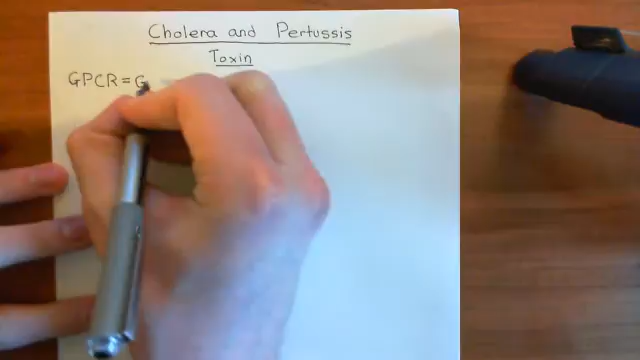 Cholera and Pertussis
Toxin
GPCR = G